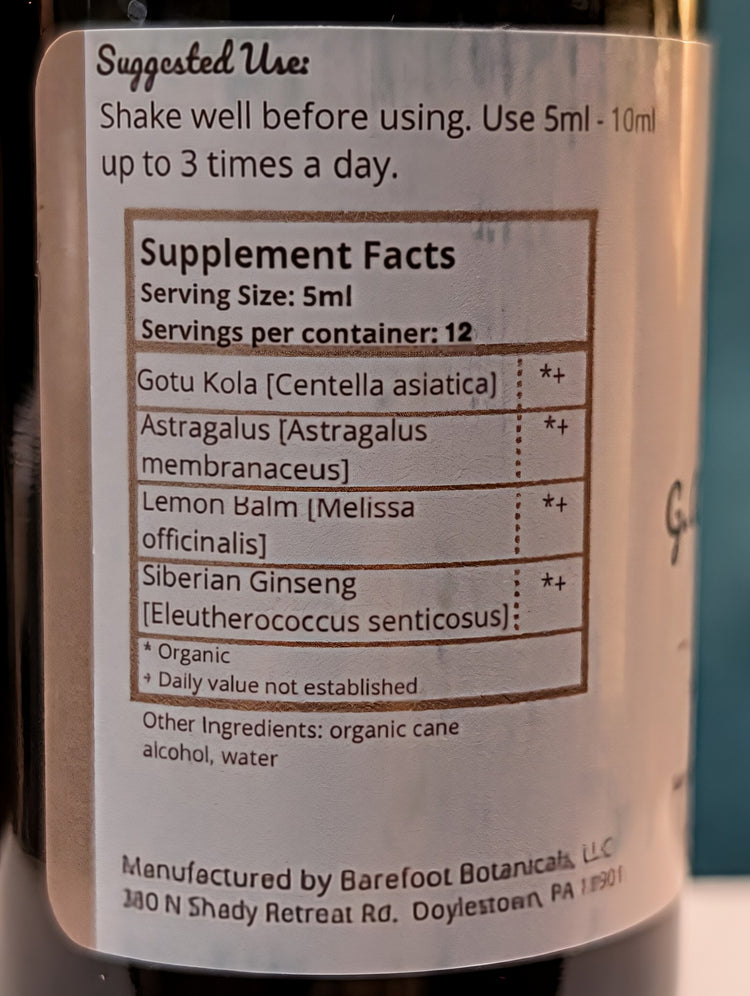 Suggested Use:
Shake well before using. Use 5ml - 10ml
up to 3 times a day.
Supplement Facts
Serving Size: 5ml
Servings per container: 12
Gotu Kola [Centella asiatica] *+
Astragalus [Astragalus *+
membranaceus]
Lemon Balm [Melissa *+
officinalis]
Siberian Ginseng *+
[Eleutherococcus senticosus]
* Organic
+ Daily value not established
Other Ingredients: organic cane
alcohol, water
Manufactured by Barefoot Botanicals, LLC
N Shady Retreat Rd. Doylestown, PA